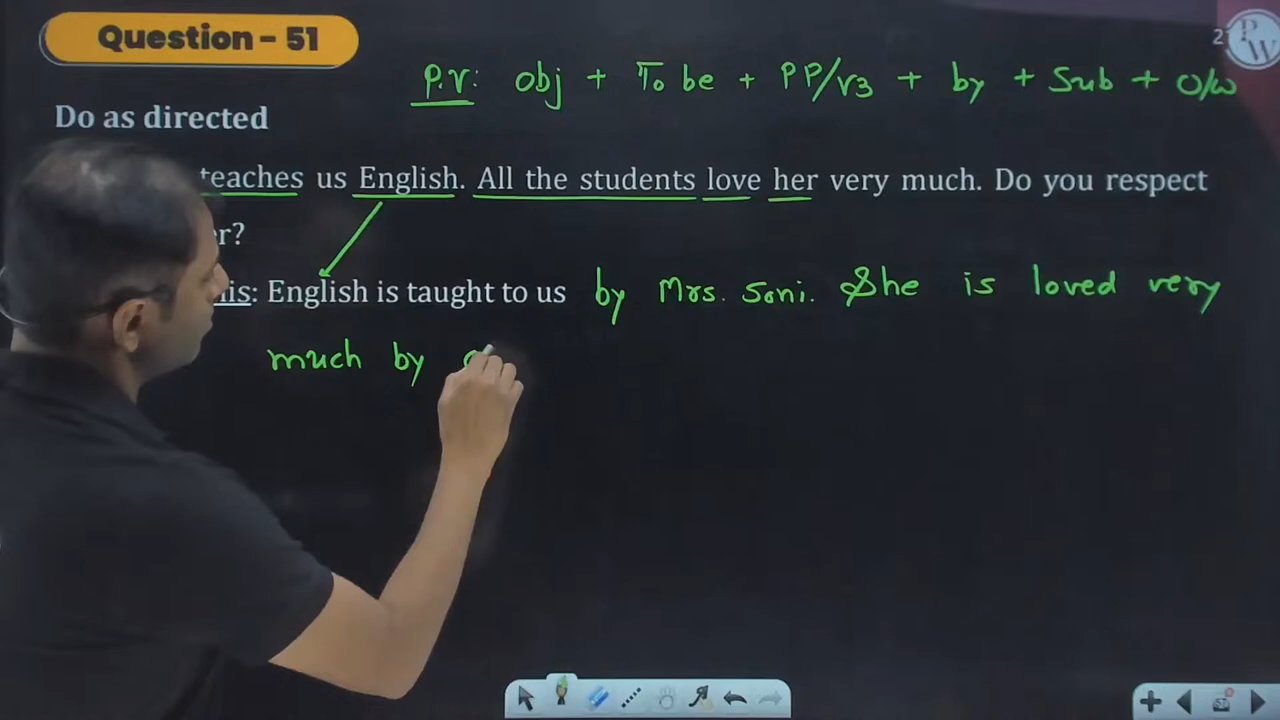 Question - 51
P.V: obj + To be + PP/V3 + by + Sub + O/W
Do as directed
teaches us English. All the students love her very much. Do you respect
r?
his: English is taught to us by Mrs. Soni. She is loved very
much by
PW